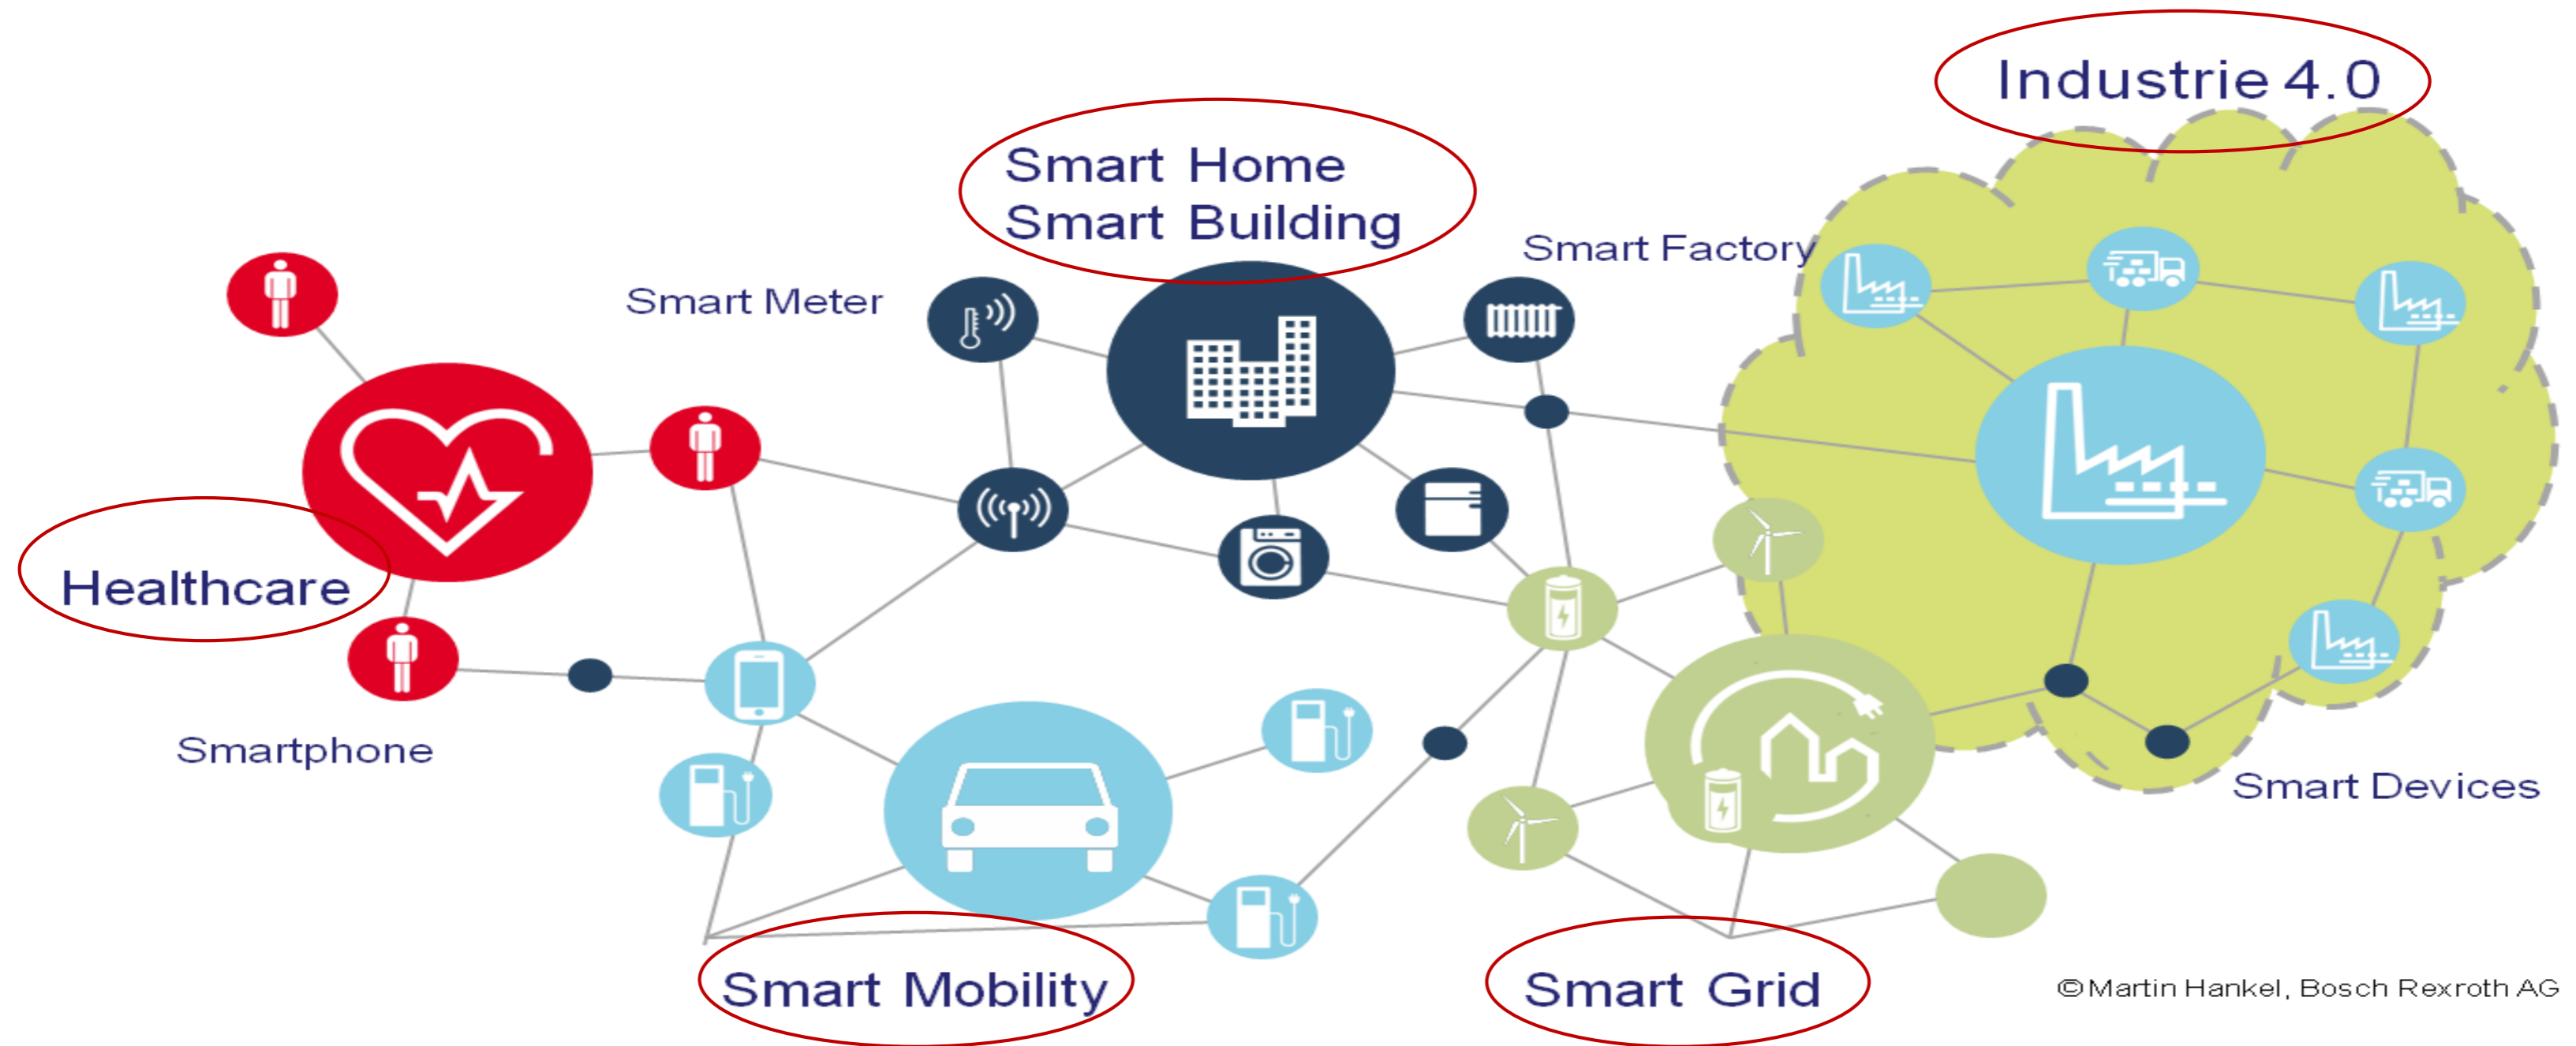 Industrie 4.0
Smart Home
Smart Building
Smart Factory
Smart Meter
Healthcare
Smartphone
Smart Devices
Smart Mobility
Smart Grid
©Martin Hankel, Bosch Rexroth AG